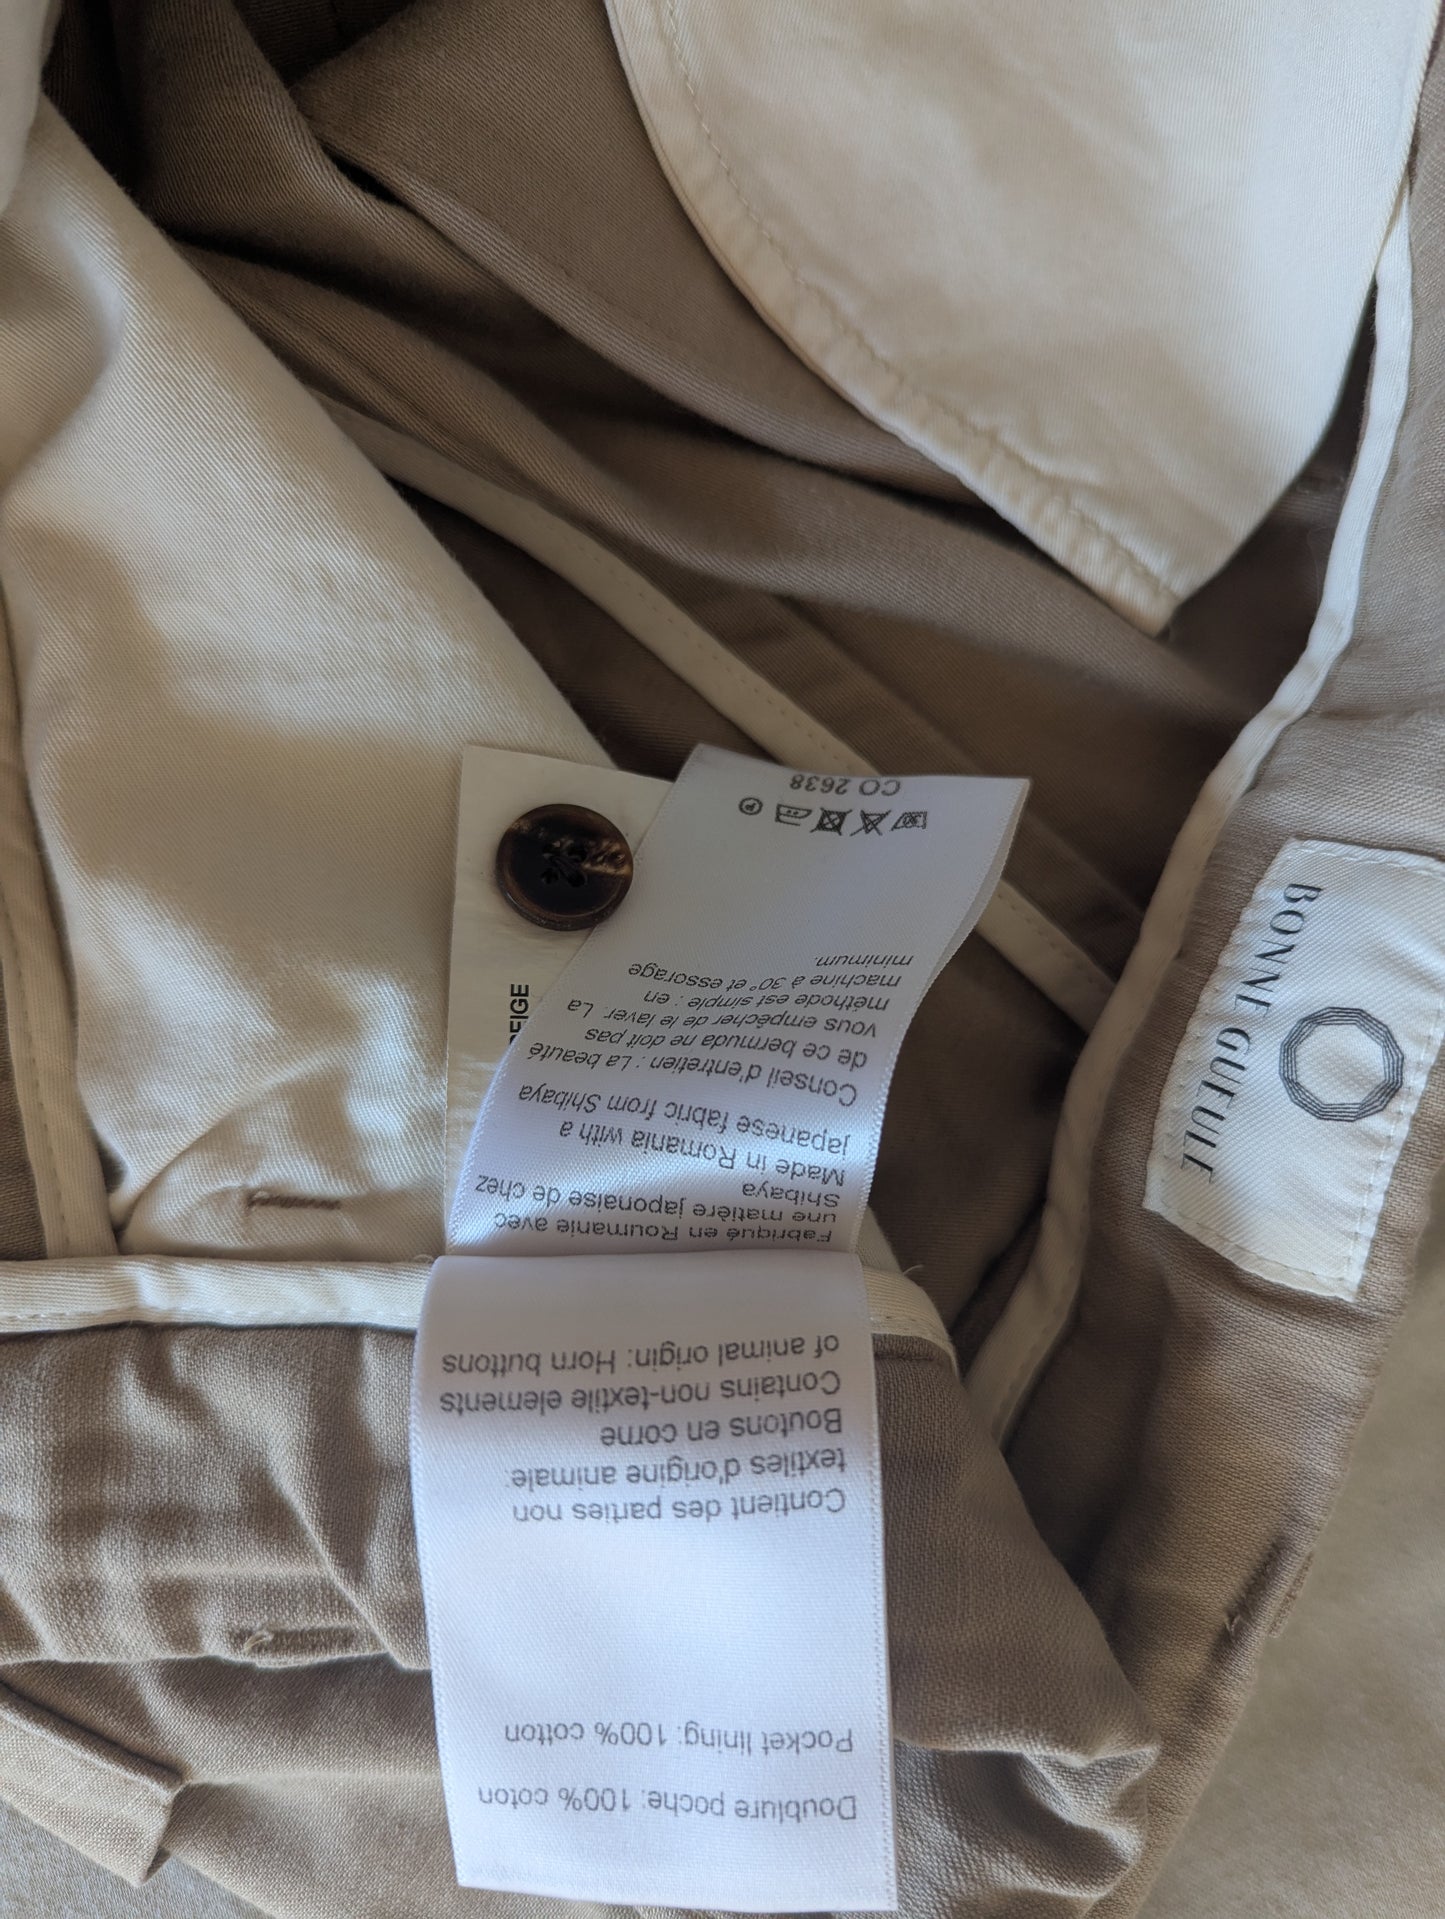 Doublure poche: 100% coton
Pocket lining: 100% cotton
Contient des parties non
textiles d'origine animale:
Boutons en corne
Contains non-textile elements
of animal origin: Horn buttons
Fabriqué en Roumanie avec
une matière japonaise de chez
Shibaya
Made in Romania with a
japanese fabric from Shibaya
Conseil d'entretien : La beauté
de ce bermuda ne doit pas
vous empêcher de le laver. La
méthode est simple : en
machine à 30° et essorage
minimum
CO 2638
BONNE GUEULE